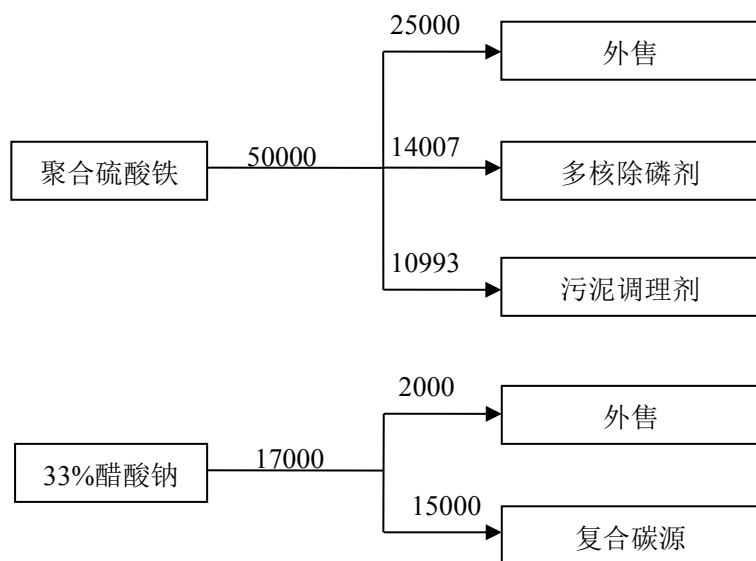 25000
外售
聚合硫酸铁
50000
14007
多核除磷剂
10993
污泥调理剂
2000
外售
33%醋酸钠
17000
15000
复合碳源